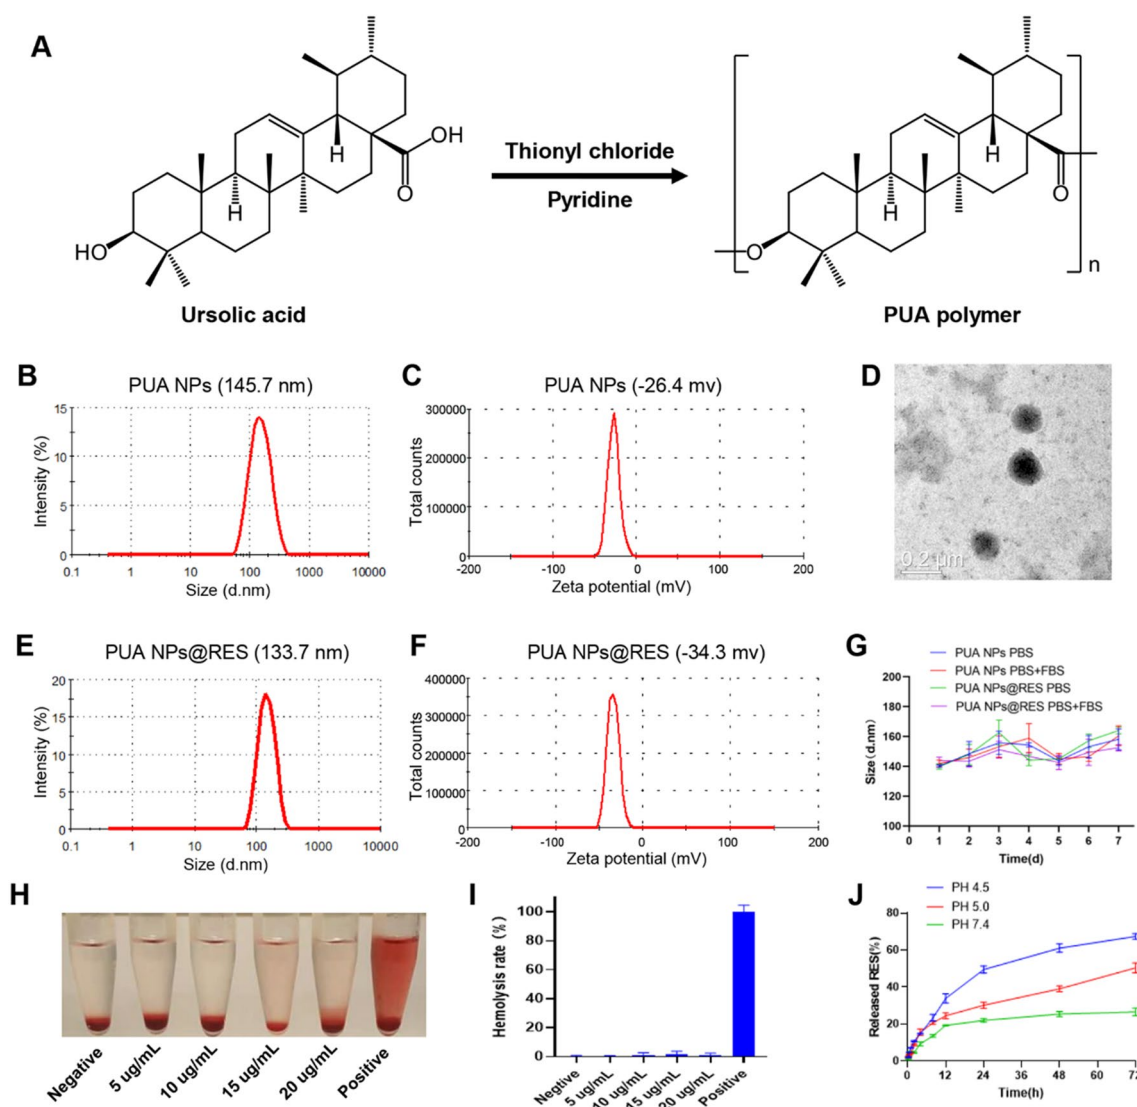 A
OH
O
H
H
HO
Ursolic acid
Thionyl chloride
Pyridine
O
H
H
O
n
PUA polymer
B
PUA NPs (145.7 nm)
Intensity (%)
15
10
5
0
0.1 1 10 100 1000 10000
Size (d.nm)
C
PUA NPs (-26.4 mv)
Total counts
300000
200000
100000
0
-200 -100 0 100 200
Zeta potential (mV)
D
0.2 μm
E
PUA NPs@RES (133.7 nm)
Intensity (%)
20
15
10
5
0
0.1 1 10 100 1000 10000
Size (d.nm)
F
PUA NPs@RES (-34.3 mv)
Total counts
400000
300000
200000
100000
0
-200 -100 0 100 200
Zeta potential (mV)
G
PUA NPs PBS
PUA NPs PBS+FBS
PUA NPs@RES PBS
PUA NPs@RES PBS+FBS
Size(d.nm)
200
180
160
140
120
100
0 1 2 3 4 5 6 7
Time(d)
H
Negative
5 ug/mL
10 ug/mL
15 ug/mL
20 ug/mL
Positive
I
Hemolysis rate (%)
100
80
60
40
20
0
Negtive
5 ug/mL
10 ug/mL
15 ug/mL
20 ug/mL
Positive
J
PH 4.5
PH 5.0
PH 7.4
Released RES(%)
80
60
40
20
0
0 12 24 36 48 60 72
Time(h)